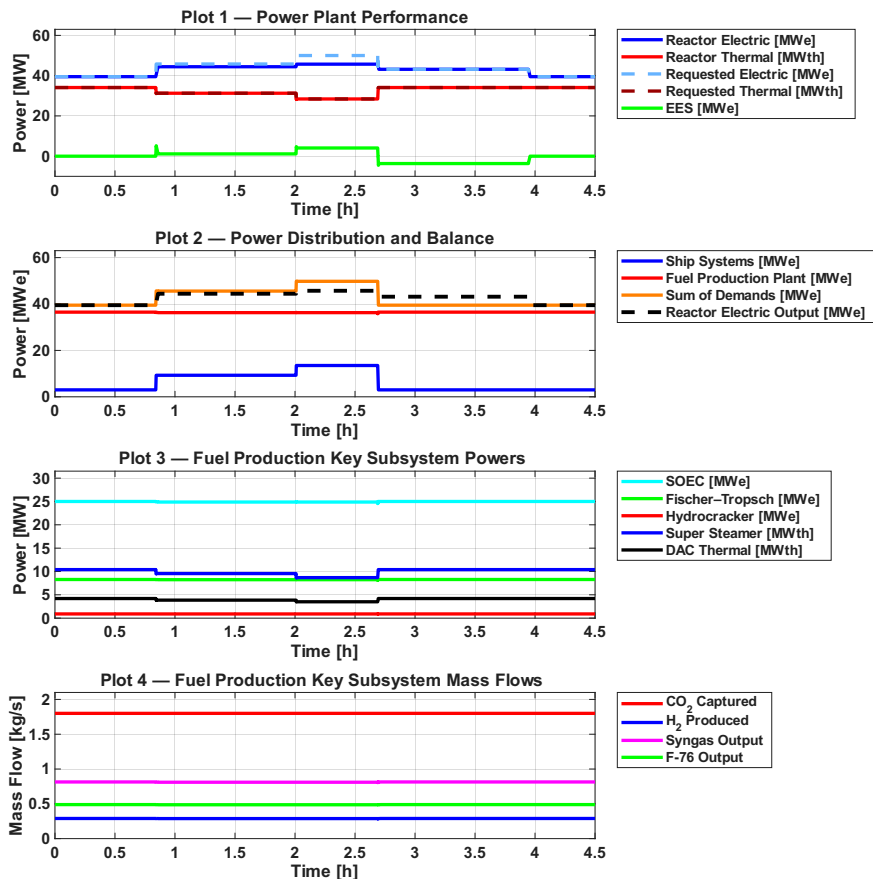 Plot 1 — Power Plant Performance
60
40
20
0
Power [MW]
0 0.5 1 1.5 2 2.5 3 3.5 4 4.5
Time [h]
Reactor Electric [MWe]
Reactor Thermal [MWth]
Requested Electric [MWe]
Requested Thermal [MWth]
EES [MWe]
Plot 2 — Power Distribution and Balance
60
40
20
0
Power [MWe]
0 0.5 1 1.5 2 2.5 3 3.5 4 4.5
Time [h]
Ship Systems [MWe]
Fuel Production Plant [MWe]
Sum of Demands [MWe]
Reactor Electric Output [MWe]
Plot 3 — Fuel Production Key Subsystem Powers
30
25
20
15
10
5
0
Power [MW]
0 0.5 1 1.5 2 2.5 3 3.5 4 4.5
Time [h]
SOEC [MWe]
Fischer–Tropsch [MWe]
Hydrocracker [MWe]
Super Steamer [MWth]
DAC Thermal [MWth]
Plot 4 — Fuel Production Key Subsystem Mass Flows
2
1.5
1
0.5
0
Mass Flow [kg/s]
0 0.5 1 1.5 2 2.5 3 3.5 4 4.5
Time [h]
CO2 Captured
H2 Produced
Syngas Output
F-76 Output